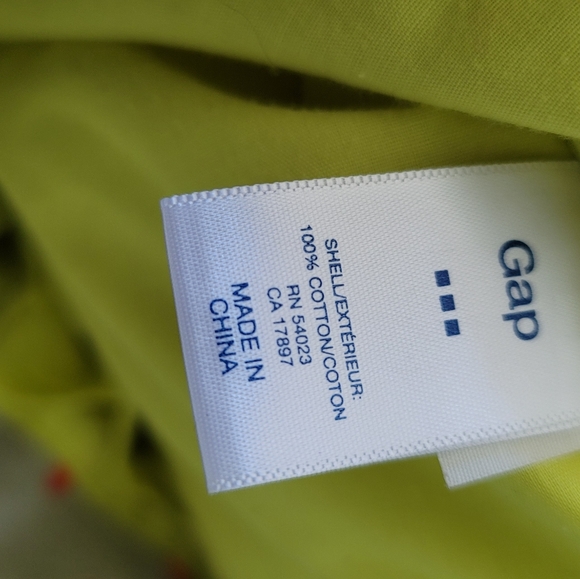 Gap
SHELL/EXTÉRIEUR:
100% COTTON/COTON
RN 54023
CA 17897
MADE IN
CHINA